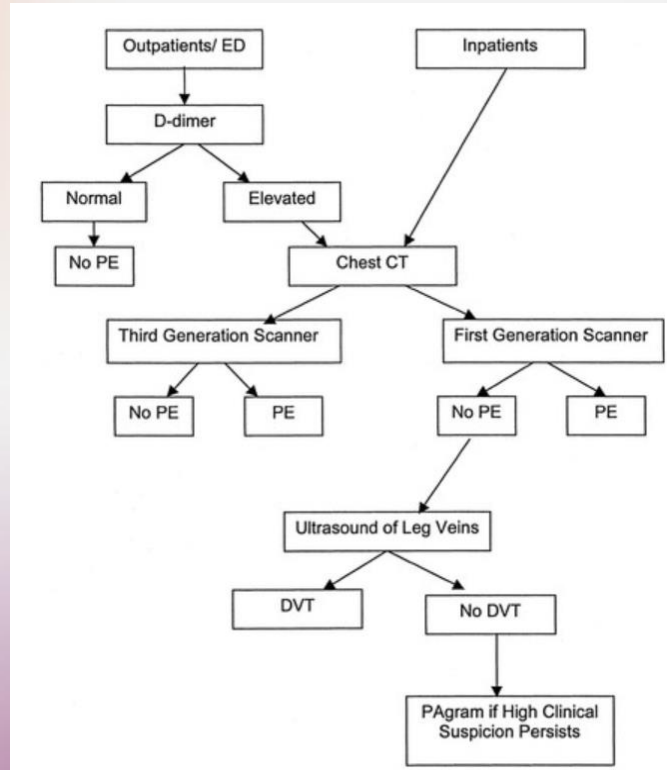 Outpatients/ ED
Inpatients
D-dimer
Normal
Elevated
No PE
Chest CT
Third Generation Scanner
First Generation Scanner
No PE
PE
No PE
PE
Ultrasound of Leg Veins
DVT
No DVT
PAgram if High Clinical
Suspicion Persists